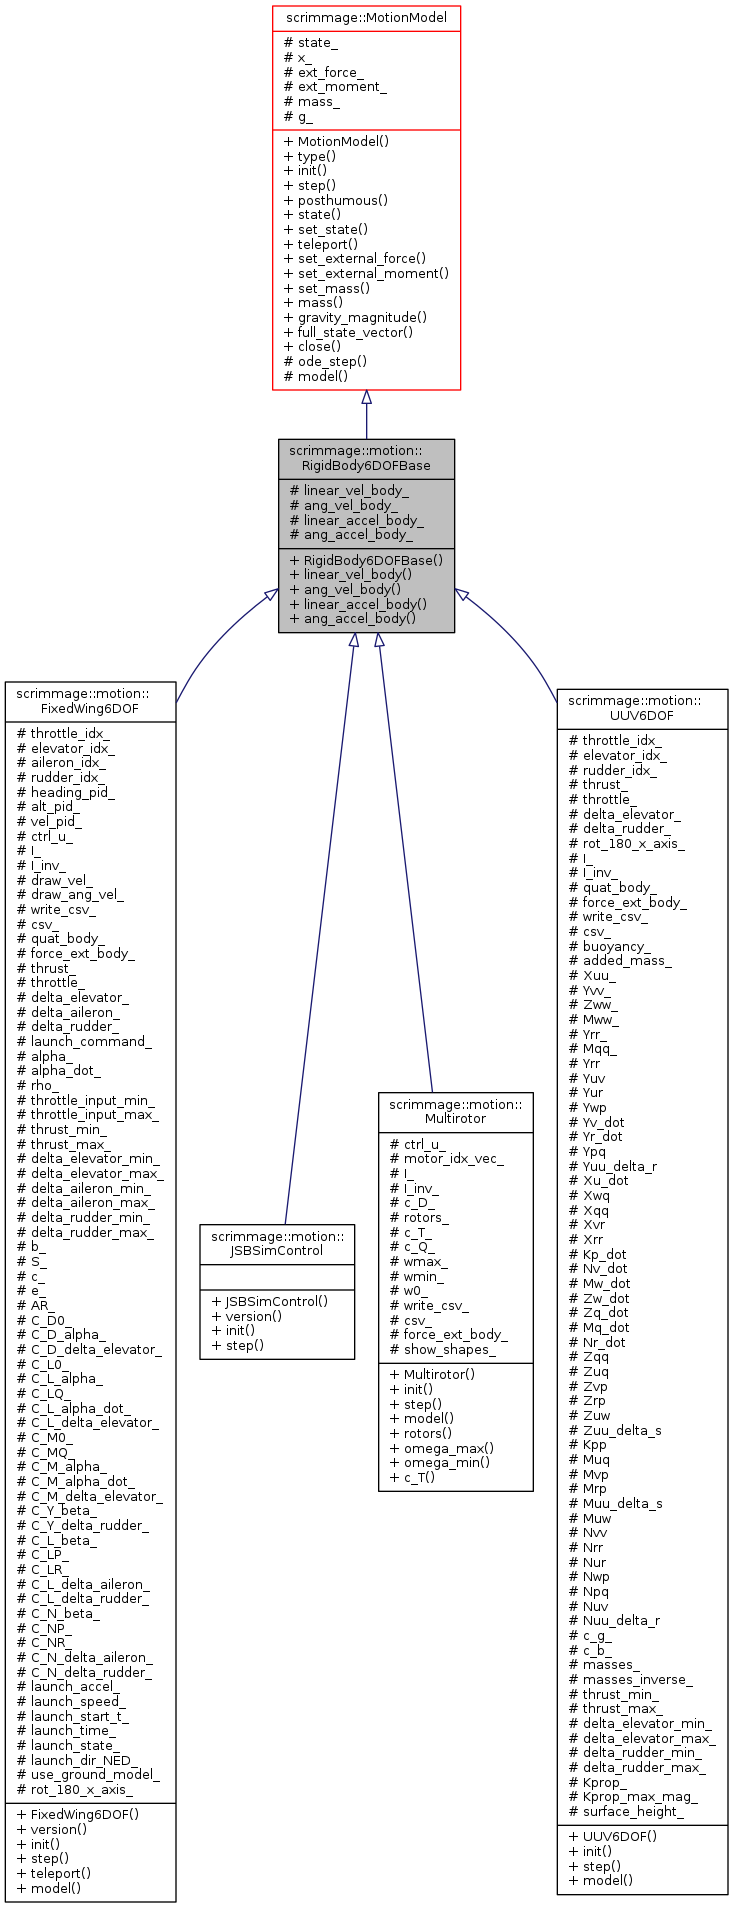 scrimmage::MotionModel
# state_
# x_
# ext_force_
# ext_moment_
# mass_
# g_
+ MotionModel()
+ type()
+ init()
+ step()
+ posthumous()
+ state()
+ set_state()
+ teleport()
+ set_external_force()
+ set_external_moment()
+ set_mass()
+ mass()
+ gravity_magnitude()
+ full_state_vector()
+ close()
# ode_step()
# model()
scrimmage::motion::
RigidBody6DOFBase
# linear_vel_body_
# ang_vel_body_
# linear_accel_body_
# ang_accel_body_
+ RigidBody6DOFBase()
+ linear_vel_body()
+ ang_vel_body()
+ linear_accel_body()
+ ang_accel_body()
scrimmage::motion::
FixedWing6DOF
# throttle_idx_
# elevator_idx_
# aileron_idx_
# rudder_idx_
# heading_pid_
# alt_pid_
# vel_pid_
# ctrl_u_
# I_
# I_inv_
# draw_vel_
# draw_ang_vel_
# write_csv_
# csv_
# quat_body_
# force_ext_body_
# thrust_
# throttle_
# delta_elevator_
# delta_aileron_
# delta_rudder_
# launch_command_
# alpha_
# alpha_dot_
# rho_
# throttle_input_min_
# throttle_input_max_
# thrust_min_
# thrust_max_
# delta_elevator_min_
# delta_elevator_max_
# delta_aileron_min_
# delta_aileron_max_
# delta_rudder_min_
# delta_rudder_max_
# b_
# S_
# c_
# e_
# AR_
# C_D0_
# C_D_alpha_
# C_D_delta_elevator_
# C_L0_
# C_L_alpha_
# C_LQ_
# C_L_alpha_dot_
# C_L_delta_elevator_
# C_M0_
# C_MQ_
# C_M_alpha_
# C_M_alpha_dot_
# C_M_delta_elevator_
# C_Y_beta_
# C_Y_delta_rudder_
# C_L_beta_
# C_LP_
# C_LR_
# C_L_delta_aileron_
# C_L_delta_rudder_
# C_N_beta_
# C_NP_
# C_NR_
# C_N_delta_aileron_
# C_N_delta_rudder_
# launch_accel_
# launch_speed_
# launch_start_t_
# launch_time_
# launch_state_
# launch_dir_NED_
# use_ground_model_
# rot_180_x_axis_
+ FixedWing6DOF()
+ version()
+ init()
+ step()
+ teleport()
+ model()
scrimmage::motion::
JSBSimControl
+ JSBSimControl()
+ version()
+ init()
+ step()
scrimmage::motion::
Multirotor
# ctrl_u_
# motor_idx_vec_
# I_
# I_inv_
# c_D_
# rotors_
# c_T_
# c_Q_
# wmax_
# wmin_
# w0_
# write_csv_
# csv_
# force_ext_body_
# show_shapes_
+ Multirotor()
+ init()
+ step()
+ model()
+ rotors()
+ omega_max()
+ omega_min()
+ c_T()
scrimmage::motion::
UUV6DOF
# throttle_idx_
# elevator_idx_
# rudder_idx_
# thrust_
# throttle_
# delta_elevator_
# delta_rudder_
# rot_180_x_axis_
# I_
# I_inv_
# quat_body_
# force_ext_body_
# write_csv_
# csv_
# buoyancy_
# added_mass_
# Xuu_
# Yvv_
# Zww_
# Mww_
# Yrr_
# Mqq_
# Yrr
# Yuv
# Yur
# Ywp
# Yv_dot
# Yr_dot
# Ypq
# Yuu_delta_r
# Xu_dot
# Xwq
# Xqq
# Xvr
# Xrr
# Kp_dot
# Nv_dot
# Mw_dot
# Zw_dot
# Zq_dot
# Mq_dot
# Nr_dot
# Zqq
# Zuq
# Zvp
# Zrp
# Zuw
# Zuu_delta_s
# Kpp
# Muq
# Mvp
# Mrp
# Muu_delta_s
# Muw
# Nvv
# Nrr
# Nur
# Nwp
# Npq
# Nuv
# Nuu_delta_r
# c_g_
# c_b_
# masses_
# masses_inverse_
# thrust_min_
# thrust_max_
# delta_elevator_min_
# delta_elevator_max_
# delta_rudder_min_
# delta_rudder_max_
# Kprop_
# Kprop_max_mag_
# surface_height_
+ UUV6DOF()
+ init()
+ step()
+ model()